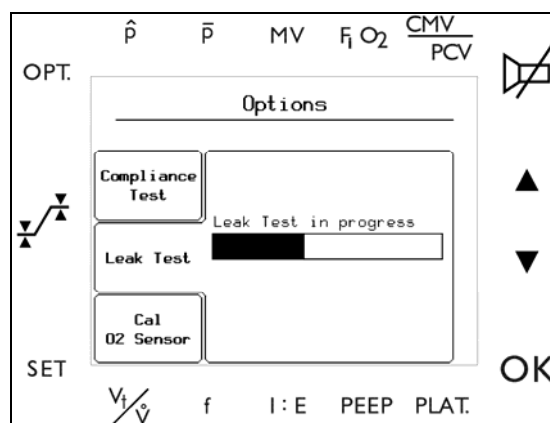 p̂ p̄ MV FI O2 CMV
PCV
OPT.
Options
Compliance
Test
Leak Test in progress
Leak Test
Cal
O2 Sensor
SET
OK
Vt/V̊ f I : E PEEP PLAT.